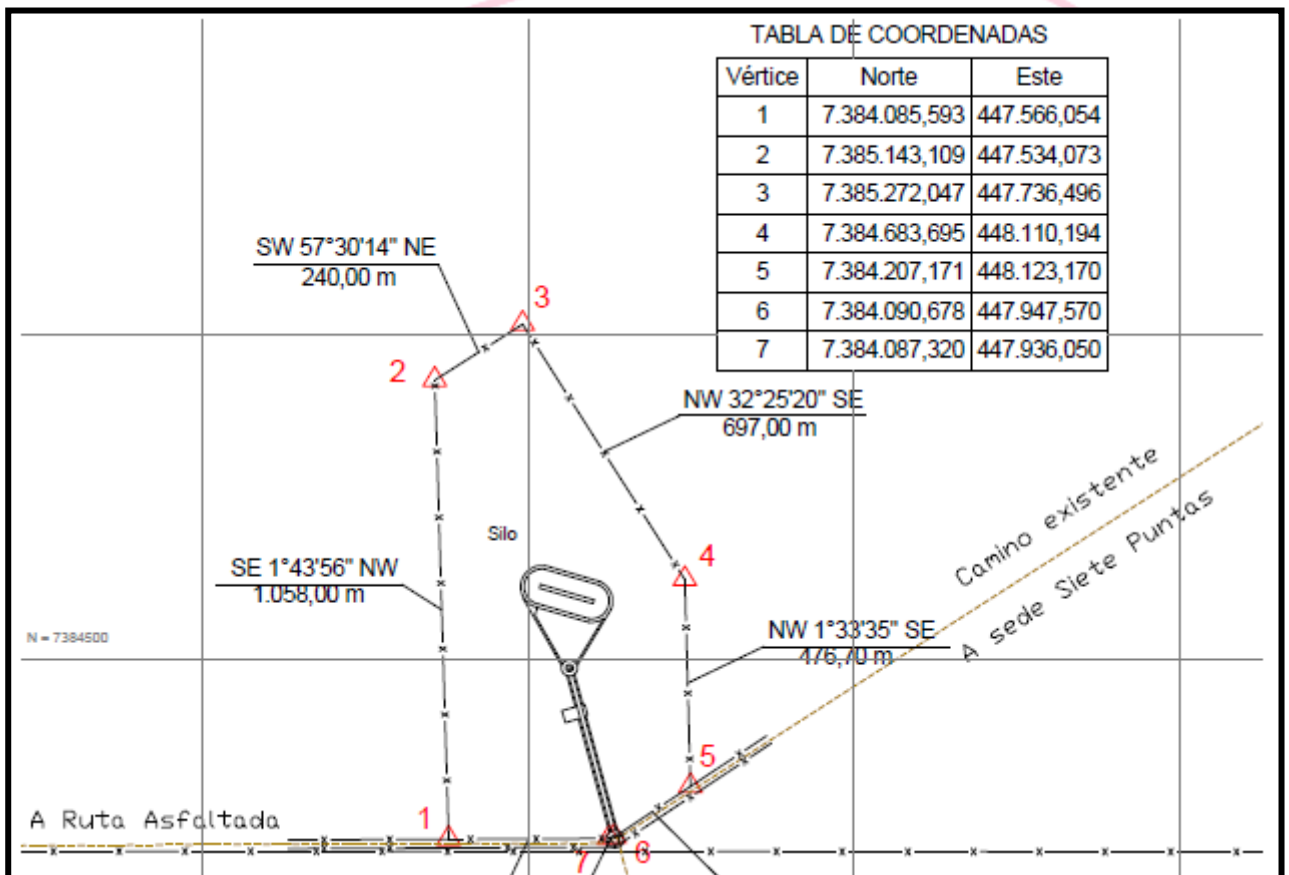 TABLA DE COORDENADAS
Vértice Norte Este
1 7.384.085,593 447.566,054
2 7.385.143,109 447.534,073
3 7.385.272,047 447.736,496
4 7.384.683,695 448.110,194
5 7.384.207,171 448.123,170
6 7.384.090,678 447.947,570
7 7.384.087,320 447.936,050
SW 57°30'14" NE
240,00 m
3
2
NW 32°25'20" SE
697,00 m
Camino existente
A sede Siete Puntas
Silo
4
SE 1°43'56" NW
1.058,00 m
N = 7384500
NW 1°33'35" SE
476,70 m
5
A Ruta Asfaltada
1
7
6